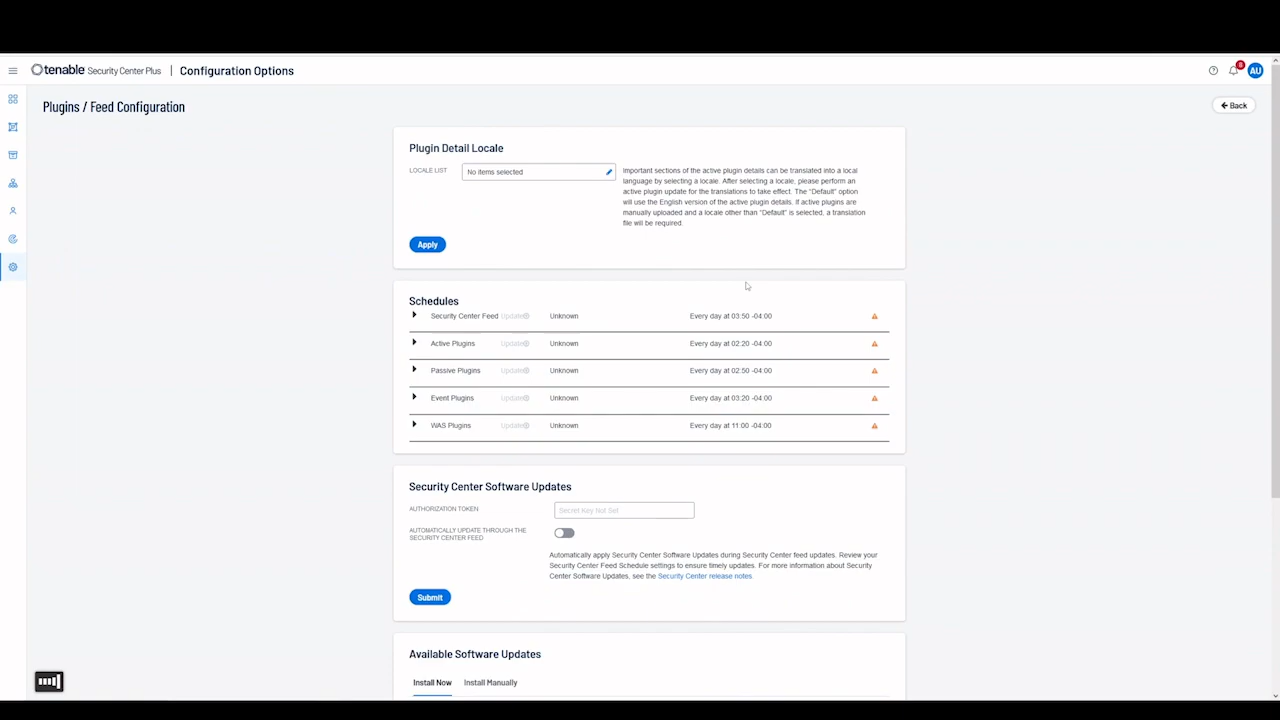 tenable Security Center Plus | Configuration Options
8
AU
Plugins / Feed Configuration
Back
Plugin Detail Locale
LOCALE LIST
No items selected
Important sections of the active plugin details can be translated into a local
language by selecting a locale. After selecting a locale, please perform an
active plugin update for the translations to take effect. The "Default" option
will use the English version of the active plugin details. If active plugins are
manually uploaded and a locale other than "Default" is selected, a translation
file will be required.
Apply
Schedules
Security Center Feed Update Unknown Every day at 03:50 -04:00
Active Plugins Update Unknown Every day at 02:20 -04:00
Passive Plugins Update Unknown Every day at 02:50 -04:00
Event Plugins Update Unknown Every day at 03:20 -04:00
WAS Plugins Update Unknown Every day at 11:00 -04:00
Security Center Software Updates
AUTHORIZATION TOKEN
Secret Key Not Set
AUTOMATICALLY UPDATE THROUGH THE
SECURITY CENTER FEED
Automatically apply Security Center Software Updates during Security Center feed updates. Review your
Security Center Feed Schedule settings to ensure timely updates. For more information about Security
Center Software Updates, see the Security Center release notes.
Submit
Available Software Updates
Install Now Install Manually